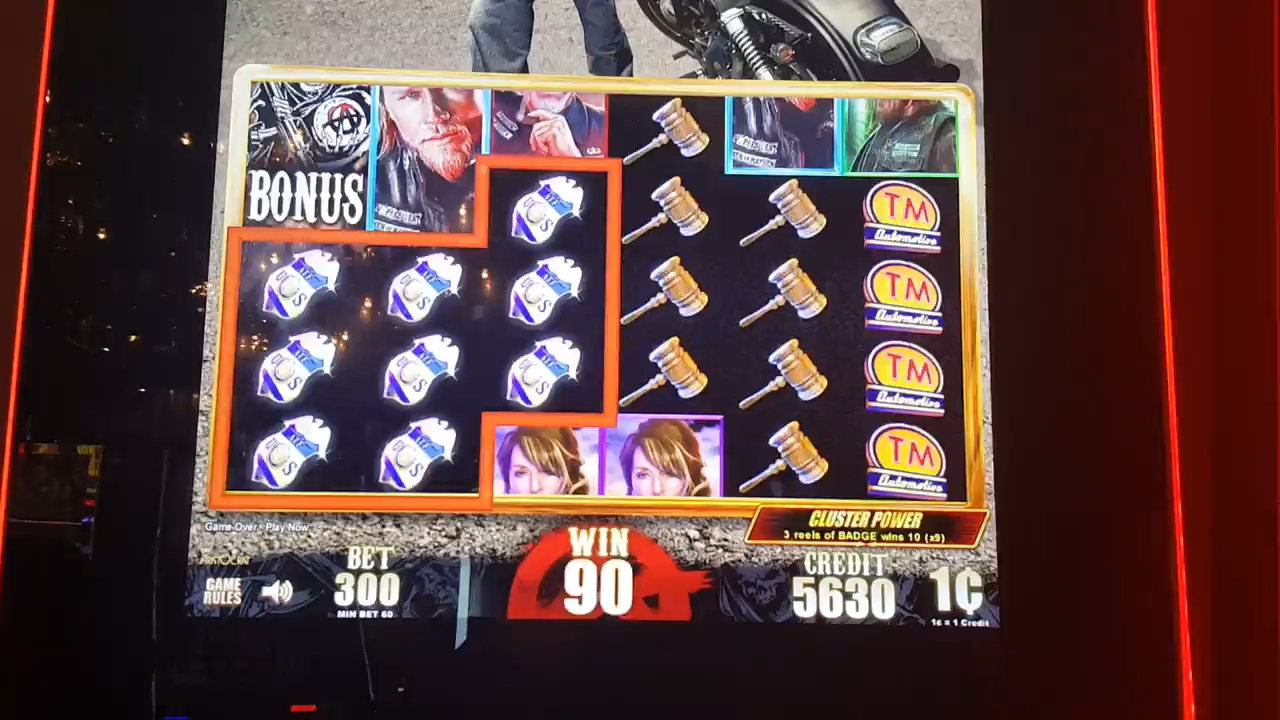 BONUS
TM
Automotive
TM
Automotive
TM
Automotive
TM
Automotive
Game Over - Play Now
CLUSTER POWER
3 reels of BADGE wins 10 (x9)
ARISTOCRAT
GAME
RULES
BET
300
MIN BET 60
WIN
90
CREDIT
5630
1¢
1¢ = 1 Credit